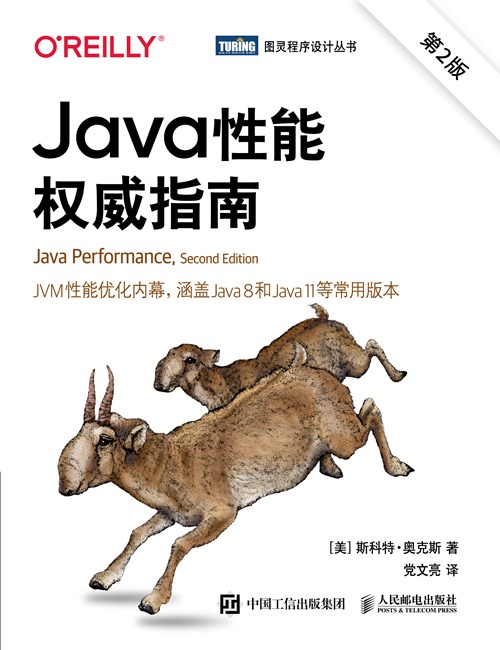 O'REILLY®
TURING 图灵程序设计丛书
第2版
Java性能
权威指南
Java Performance, Second Edition
JVM性能优化内幕，涵盖Java 8和Java 11等常用版本
[美] 斯科特·奥克斯 著
党文亮 译
中国工信出版集团
人民邮电出版社
POSTS & TELECOM PRESS